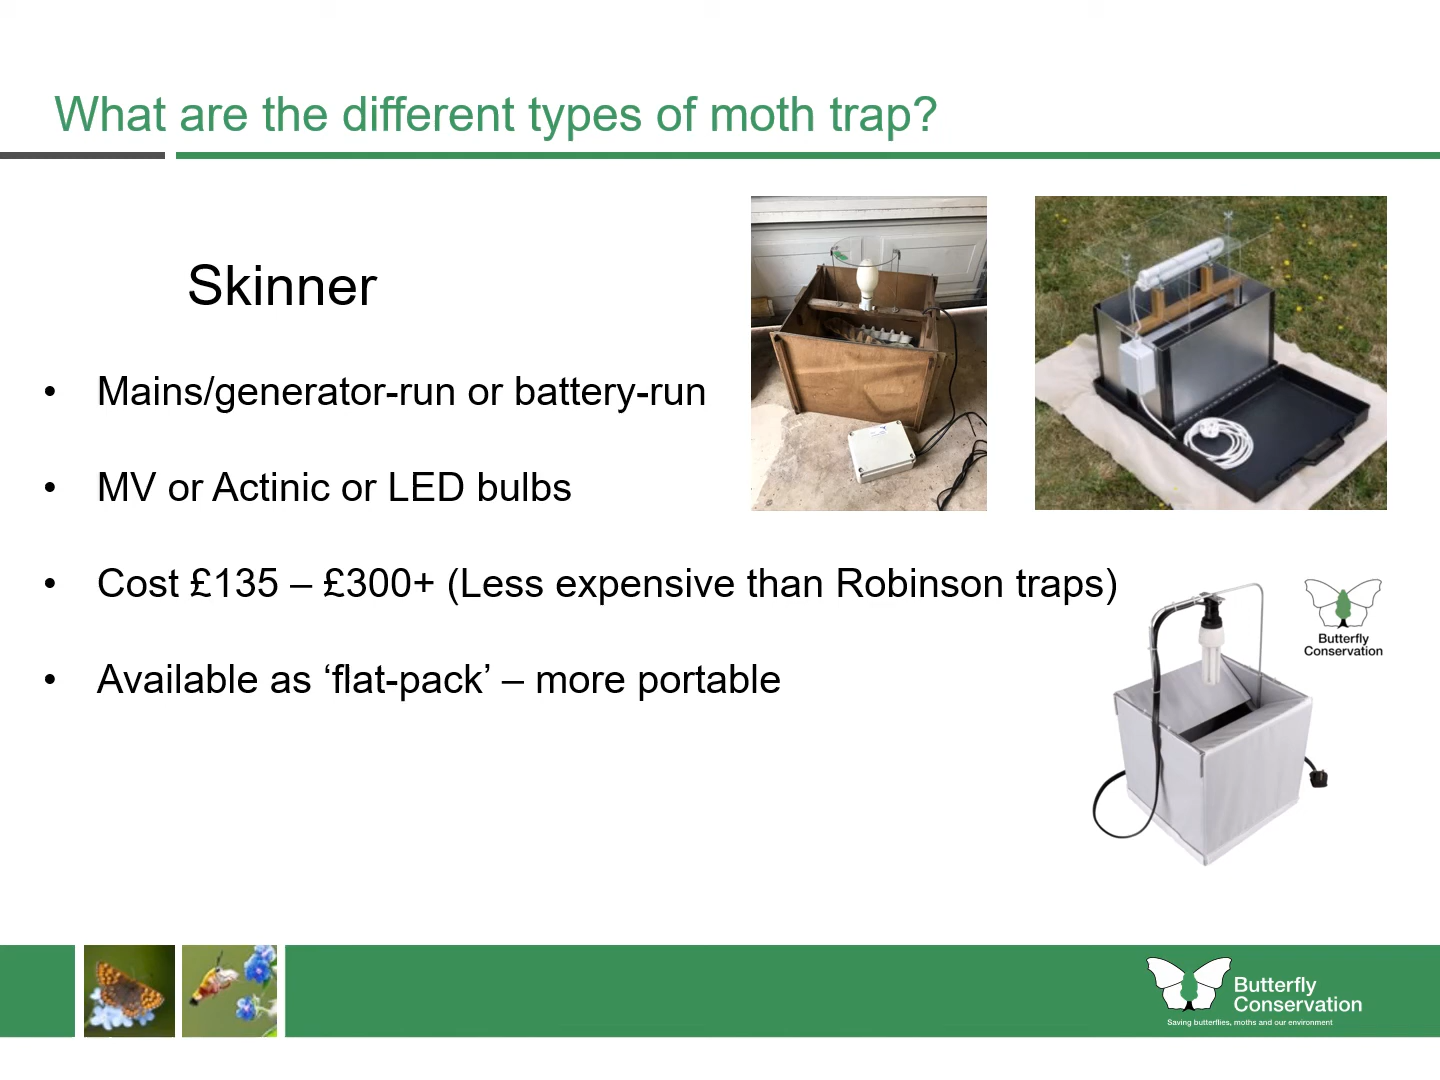 What are the different types of moth trap?
Skinner
• Mains/generator-run or battery-run
• MV or Actinic or LED bulbs
• Cost £135 – £300+ (Less expensive than Robinson traps)
• Available as ‘flat-pack’ – more portable
Butterfly
Conservation
Butterfly
Conservation
Saving butterflies, moths and our environment